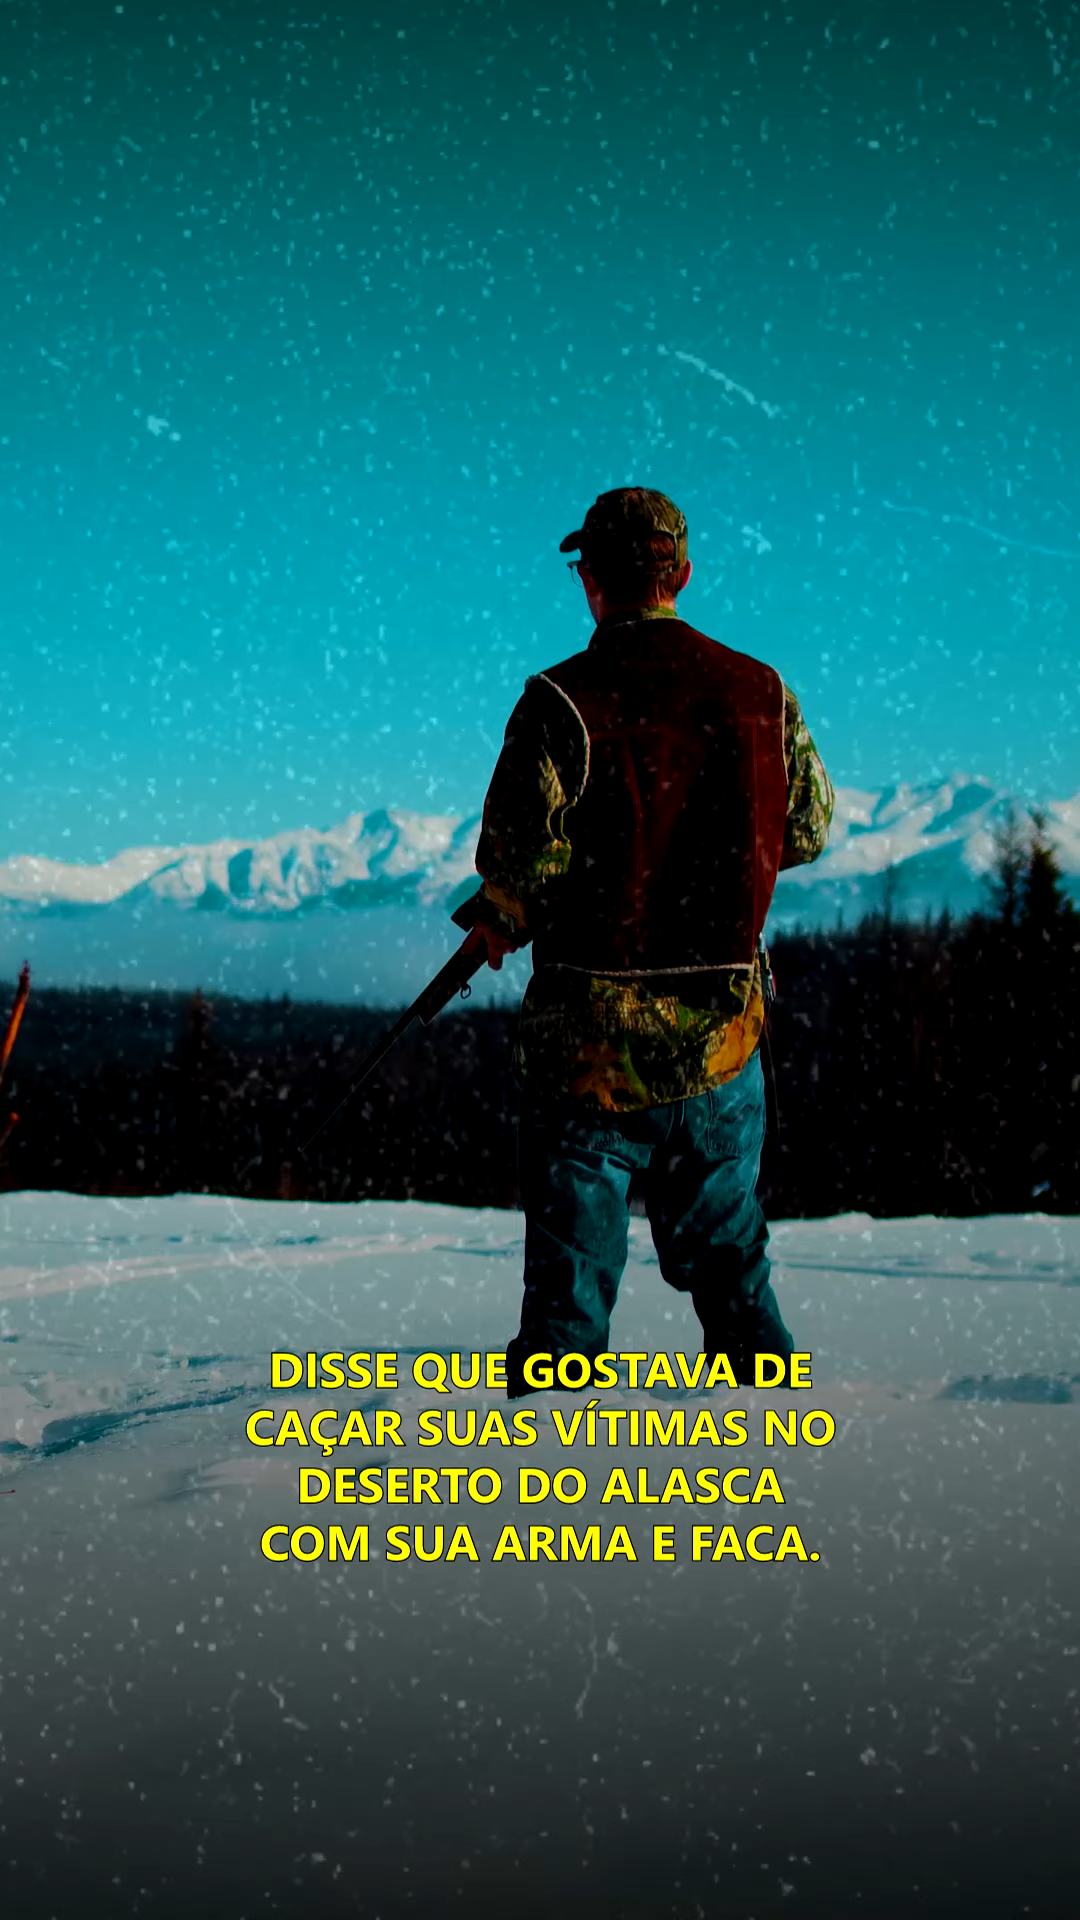 DISSE QUE GOSTAVA DE
CAÇAR SUAS VÍTIMAS NO
DESERTO DO ALASCA
COM SUA ARMA E FACA.